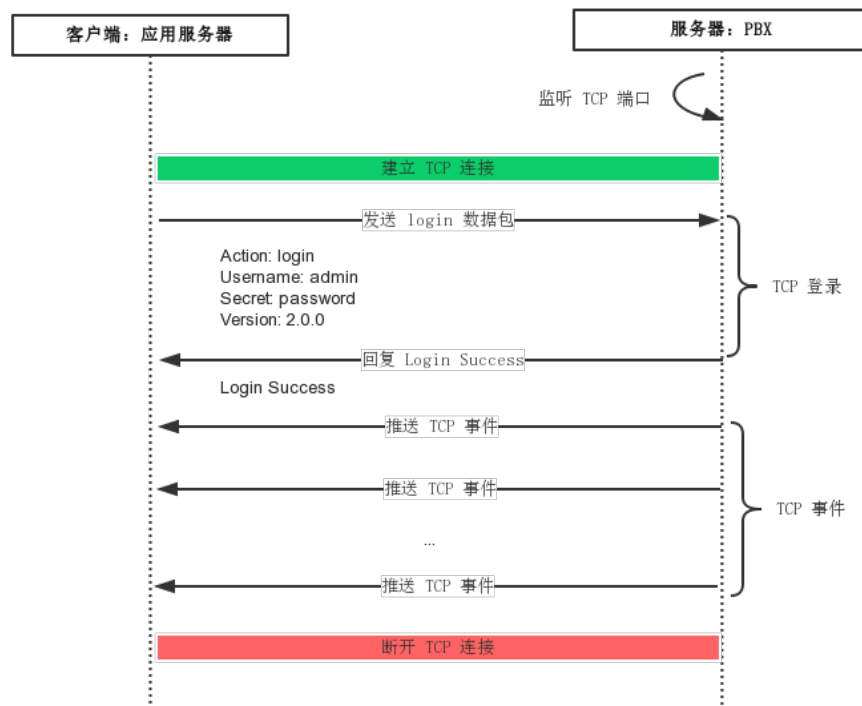 客户端：应用服务器
服务器：PBX
监听 TCP 端口
建立 TCP 连接
发送 login 数据包
Action: login
Username: admin
Secret: password
Version: 2.0.0
TCP 登录
回复 Login Success
Login Success
推送 TCP 事件
推送 TCP 事件
TCP 事件
...
推送 TCP 事件
断开 TCP 连接